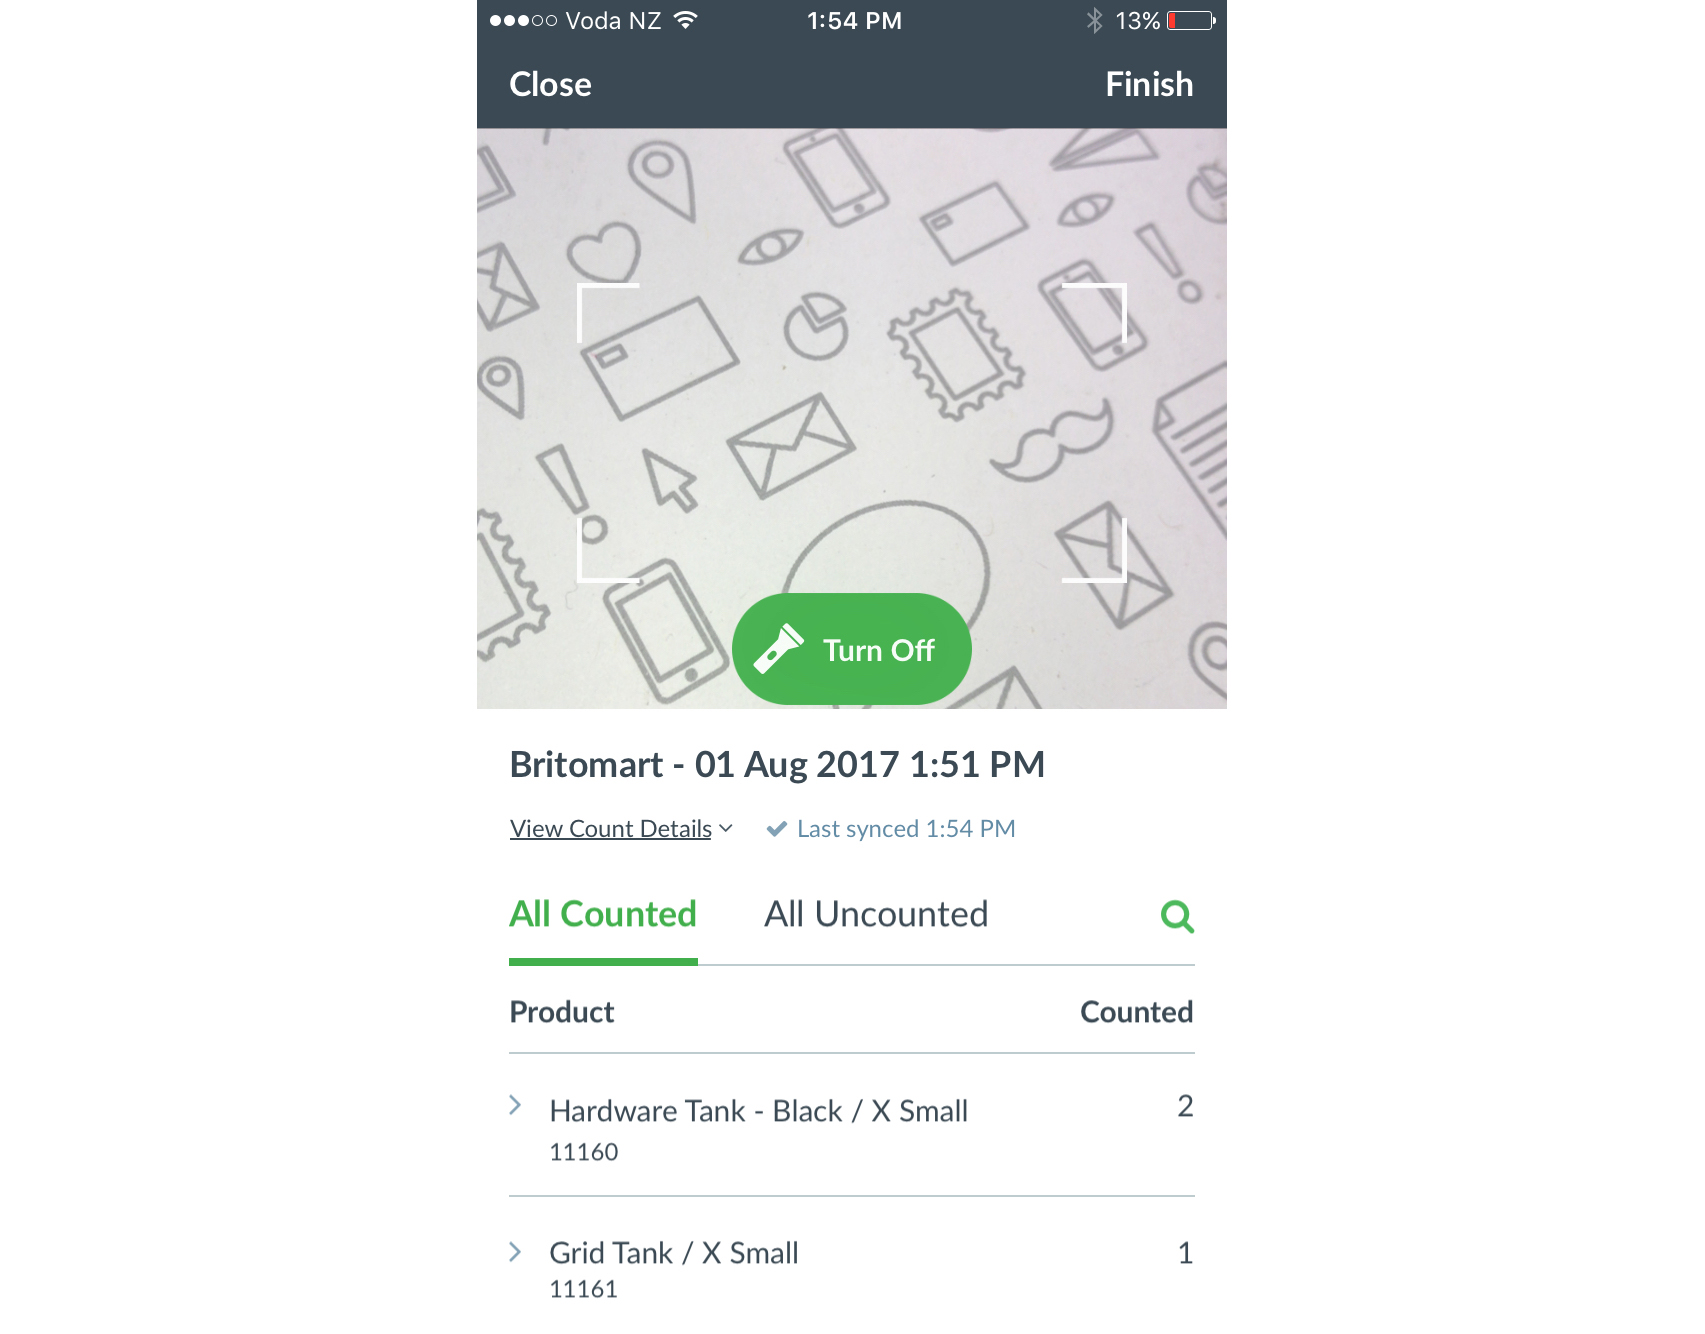 Voda NZ 1:54 PM 13%
Close Finish
Turn Off
Britomart - 01 Aug 2017 1:51 PM
View Count Details Last synced 1:54 PM
All Counted All Uncounted
Product Counted
Hardware Tank - Black / X Small 2
11160
Grid Tank / X Small 1
11161